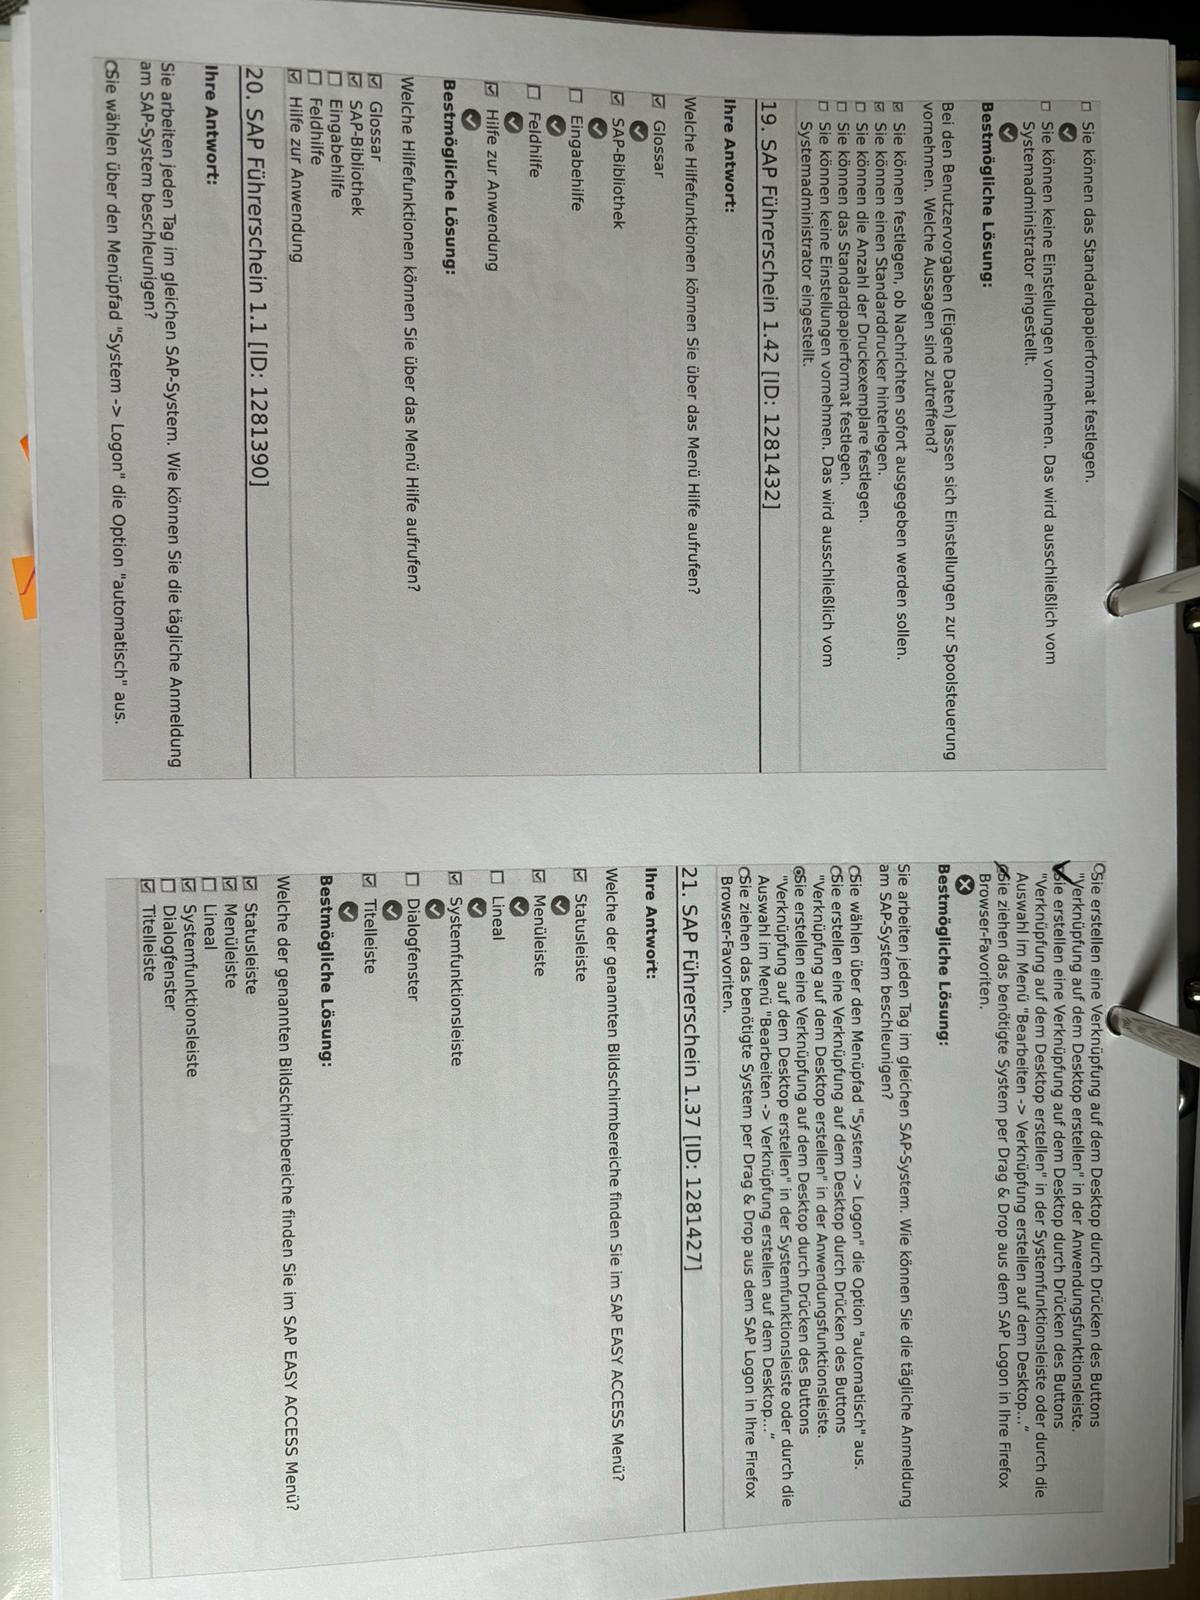 Sie können das Standardpapierformat festlegen.
Sie können keine Einstellungen vornehmen. Das wird ausschließlich vom
Systemadministrator eingestellt.
Bestmögliche Lösung:
Bei den Benutzervorgaben (Eigene Daten) lassen sich Einstellungen zur Spoolsteuerung
vornehmen. Welche Aussagen sind zutreffend?
Sie können festlegen, ob Nachrichten sofort ausgegeben werden sollen.
Sie können einen Standarddrucker hinterlegen.
Sie können die Anzahl der Druckexemplare festlegen.
Sie können das Standardpapierformat festlegen.
Sie können keine Einstellungen vornehmen. Das wird ausschließlich vom
Systemadministrator eingestellt.
19. SAP Führerschein 1.42 [ID: 1281432]
Ihre Antwort:
Welche Hilfefunktionen können Sie über das Menü Hilfe aufrufen?
Glossar
SAP-Bibliothek
Eingabehilfe
Feldhilfe
Hilfe zur Anwendung
Bestmögliche Lösung:
Welche Hilfefunktionen können Sie über das Menü Hilfe aufrufen?
Glossar
SAP-Bibliothek
Eingabehilfe
Feldhilfe
Hilfe zur Anwendung
20. SAP Führerschein 1.1 [ID: 1281390]
Ihre Antwort:
Sie arbeiten jeden Tag im gleichen SAP-System. Wie können Sie die tägliche Anmeldung
am SAP-System beschleunigen?
Sie wählen über den Menüpfad "System -> Logon" die Option "automatisch" aus.
Sie erstellen eine Verknüpfung auf dem Desktop durch Drücken des Buttons
"Verknüpfung auf dem Desktop erstellen" in der Anwendungsfunktionsleiste.
Sie erstellen eine Verknüpfung auf dem Desktop durch Drücken des Buttons
"Verknüpfung auf dem Desktop erstellen" in der Systemfunktionsleiste oder durch die
Auswahl im Menü "Bearbeiten -> Verknüpfung erstellen auf dem Desktop…“
Sie ziehen das benötigte System per Drag & Drop aus dem SAP Logon in Ihre Firefox
Browser-Favoriten.
Bestmögliche Lösung:
Sie arbeiten jeden Tag im gleichen SAP-System. Wie können Sie die tägliche Anmeldung
am SAP-System beschleunigen?
Sie wählen über den Menüpfad "System -> Logon" die Option "automatisch" aus.
Sie erstellen eine Verknüpfung auf dem Desktop durch Drücken des Buttons
"Verknüpfung auf dem Desktop erstellen" in der Anwendungsfunktionsleiste.
Sie erstellen eine Verknüpfung auf dem Desktop durch Drücken des Buttons
"Verknüpfung auf dem Desktop erstellen" in der Systemfunktionsleiste oder durch die
Auswahl im Menü "Bearbeiten -> Verknüpfung erstellen auf dem Desktop…“
Sie ziehen das benötigte System per Drag & Drop aus dem SAP Logon in Ihre Firefox
Browser-Favoriten.
21. SAP Führerschein 1.37 [ID: 1281427]
Ihre Antwort:
Welche der genannten Bildschirmbereiche finden Sie im SAP EASY ACCESS Menü?
Statusleiste
Menüleiste
Lineal
Systemfunktionsleiste
Dialogfenster
Titelleiste
Bestmögliche Lösung:
Welche der genannten Bildschirmbereiche finden Sie im SAP EASY ACCESS Menü?
Statusleiste
Menüleiste
Lineal
Systemfunktionsleiste
Dialogfenster
Titelleiste